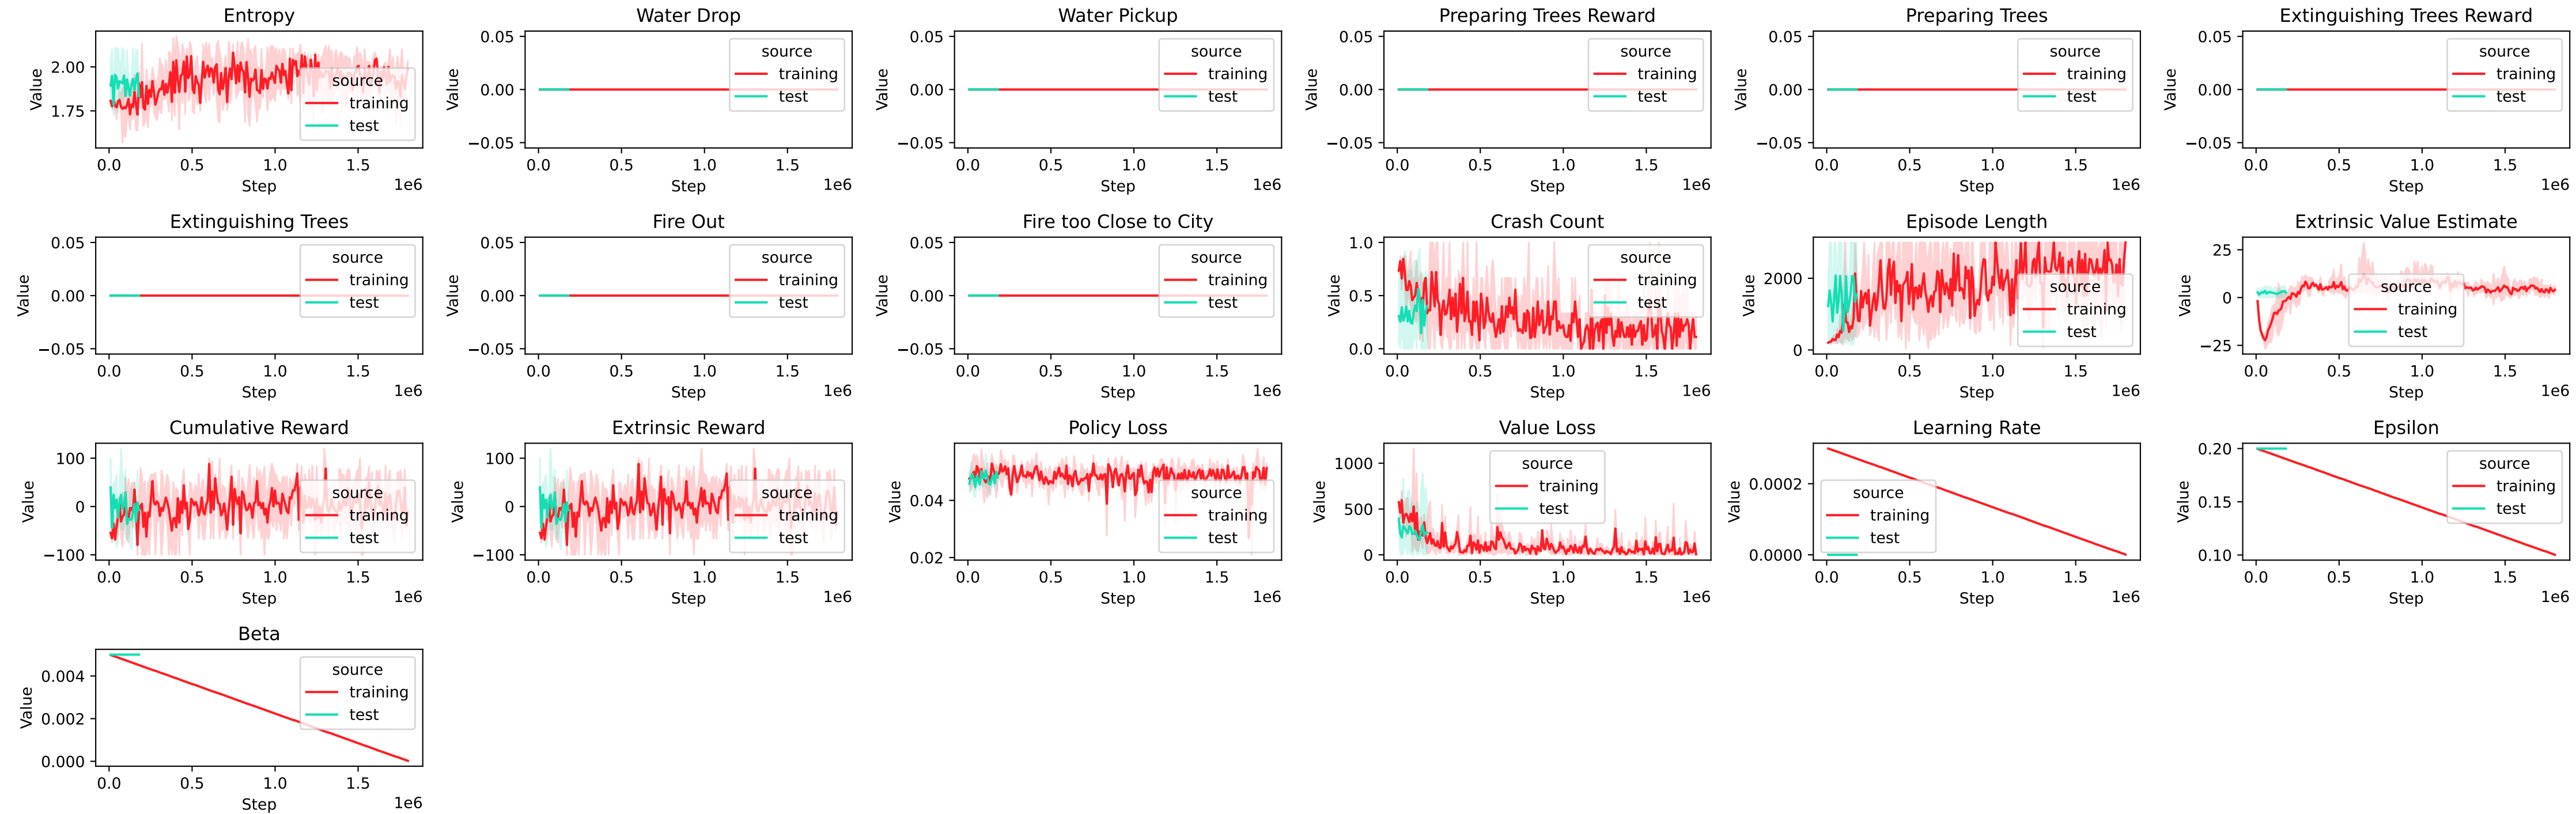 Entropy
Value
2.00
1.75
source
training
test
0.0 0.5 1.0 1.5
Step
1e6
Water Drop
Value
0.05
0.00
−0.05
source
training
test
0.0 0.5 1.0 1.5
Step
1e6
Water Pickup
Value
0.05
0.00
−0.05
source
training
test
0.0 0.5 1.0 1.5
Step
1e6
Preparing Trees Reward
Value
0.05
0.00
−0.05
source
training
test
0.0 0.5 1.0 1.5
Step
1e6
Preparing Trees
Value
0.05
0.00
−0.05
source
training
test
0.0 0.5 1.0 1.5
Step
1e6
Extinguishing Trees Reward
Value
0.05
0.00
−0.05
source
training
test
0.0 0.5 1.0 1.5
Step
1e6
Extinguishing Trees
Value
0.05
0.00
−0.05
source
training
test
0.0 0.5 1.0 1.5
Step
1e6
Fire Out
Value
0.05
0.00
−0.05
source
training
test
0.0 0.5 1.0 1.5
Step
1e6
Fire too Close to City
Value
0.05
0.00
−0.05
source
training
test
0.0 0.5 1.0 1.5
Step
1e6
Crash Count
Value
1.0
0.5
0.0
source
training
test
0.0 0.5 1.0 1.5
Step
1e6
Episode Length
Value
2000
0
source
training
test
0.0 0.5 1.0 1.5
Step
1e6
Extrinsic Value Estimate
Value
25
0
−25
source
training
test
0.0 0.5 1.0 1.5
Step
1e6
Cumulative Reward
Value
100
0
−100
source
training
test
0.0 0.5 1.0 1.5
Step
1e6
Extrinsic Reward
Value
100
0
−100
source
training
test
0.0 0.5 1.0 1.5
Step
1e6
Policy Loss
Value
0.04
0.02
source
training
test
0.0 0.5 1.0 1.5
Step
1e6
Value Loss
Value
1000
500
0
source
training
test
0.0 0.5 1.0 1.5
Step
1e6
Learning Rate
Value
0.0002
0.0000
source
training
test
0.0 0.5 1.0 1.5
Step
1e6
Epsilon
Value
0.20
0.15
0.10
source
training
test
0.0 0.5 1.0 1.5
Step
1e6
Beta
Value
0.004
0.002
0.000
source
training
test
0.0 0.5 1.0 1.5
Step
1e6